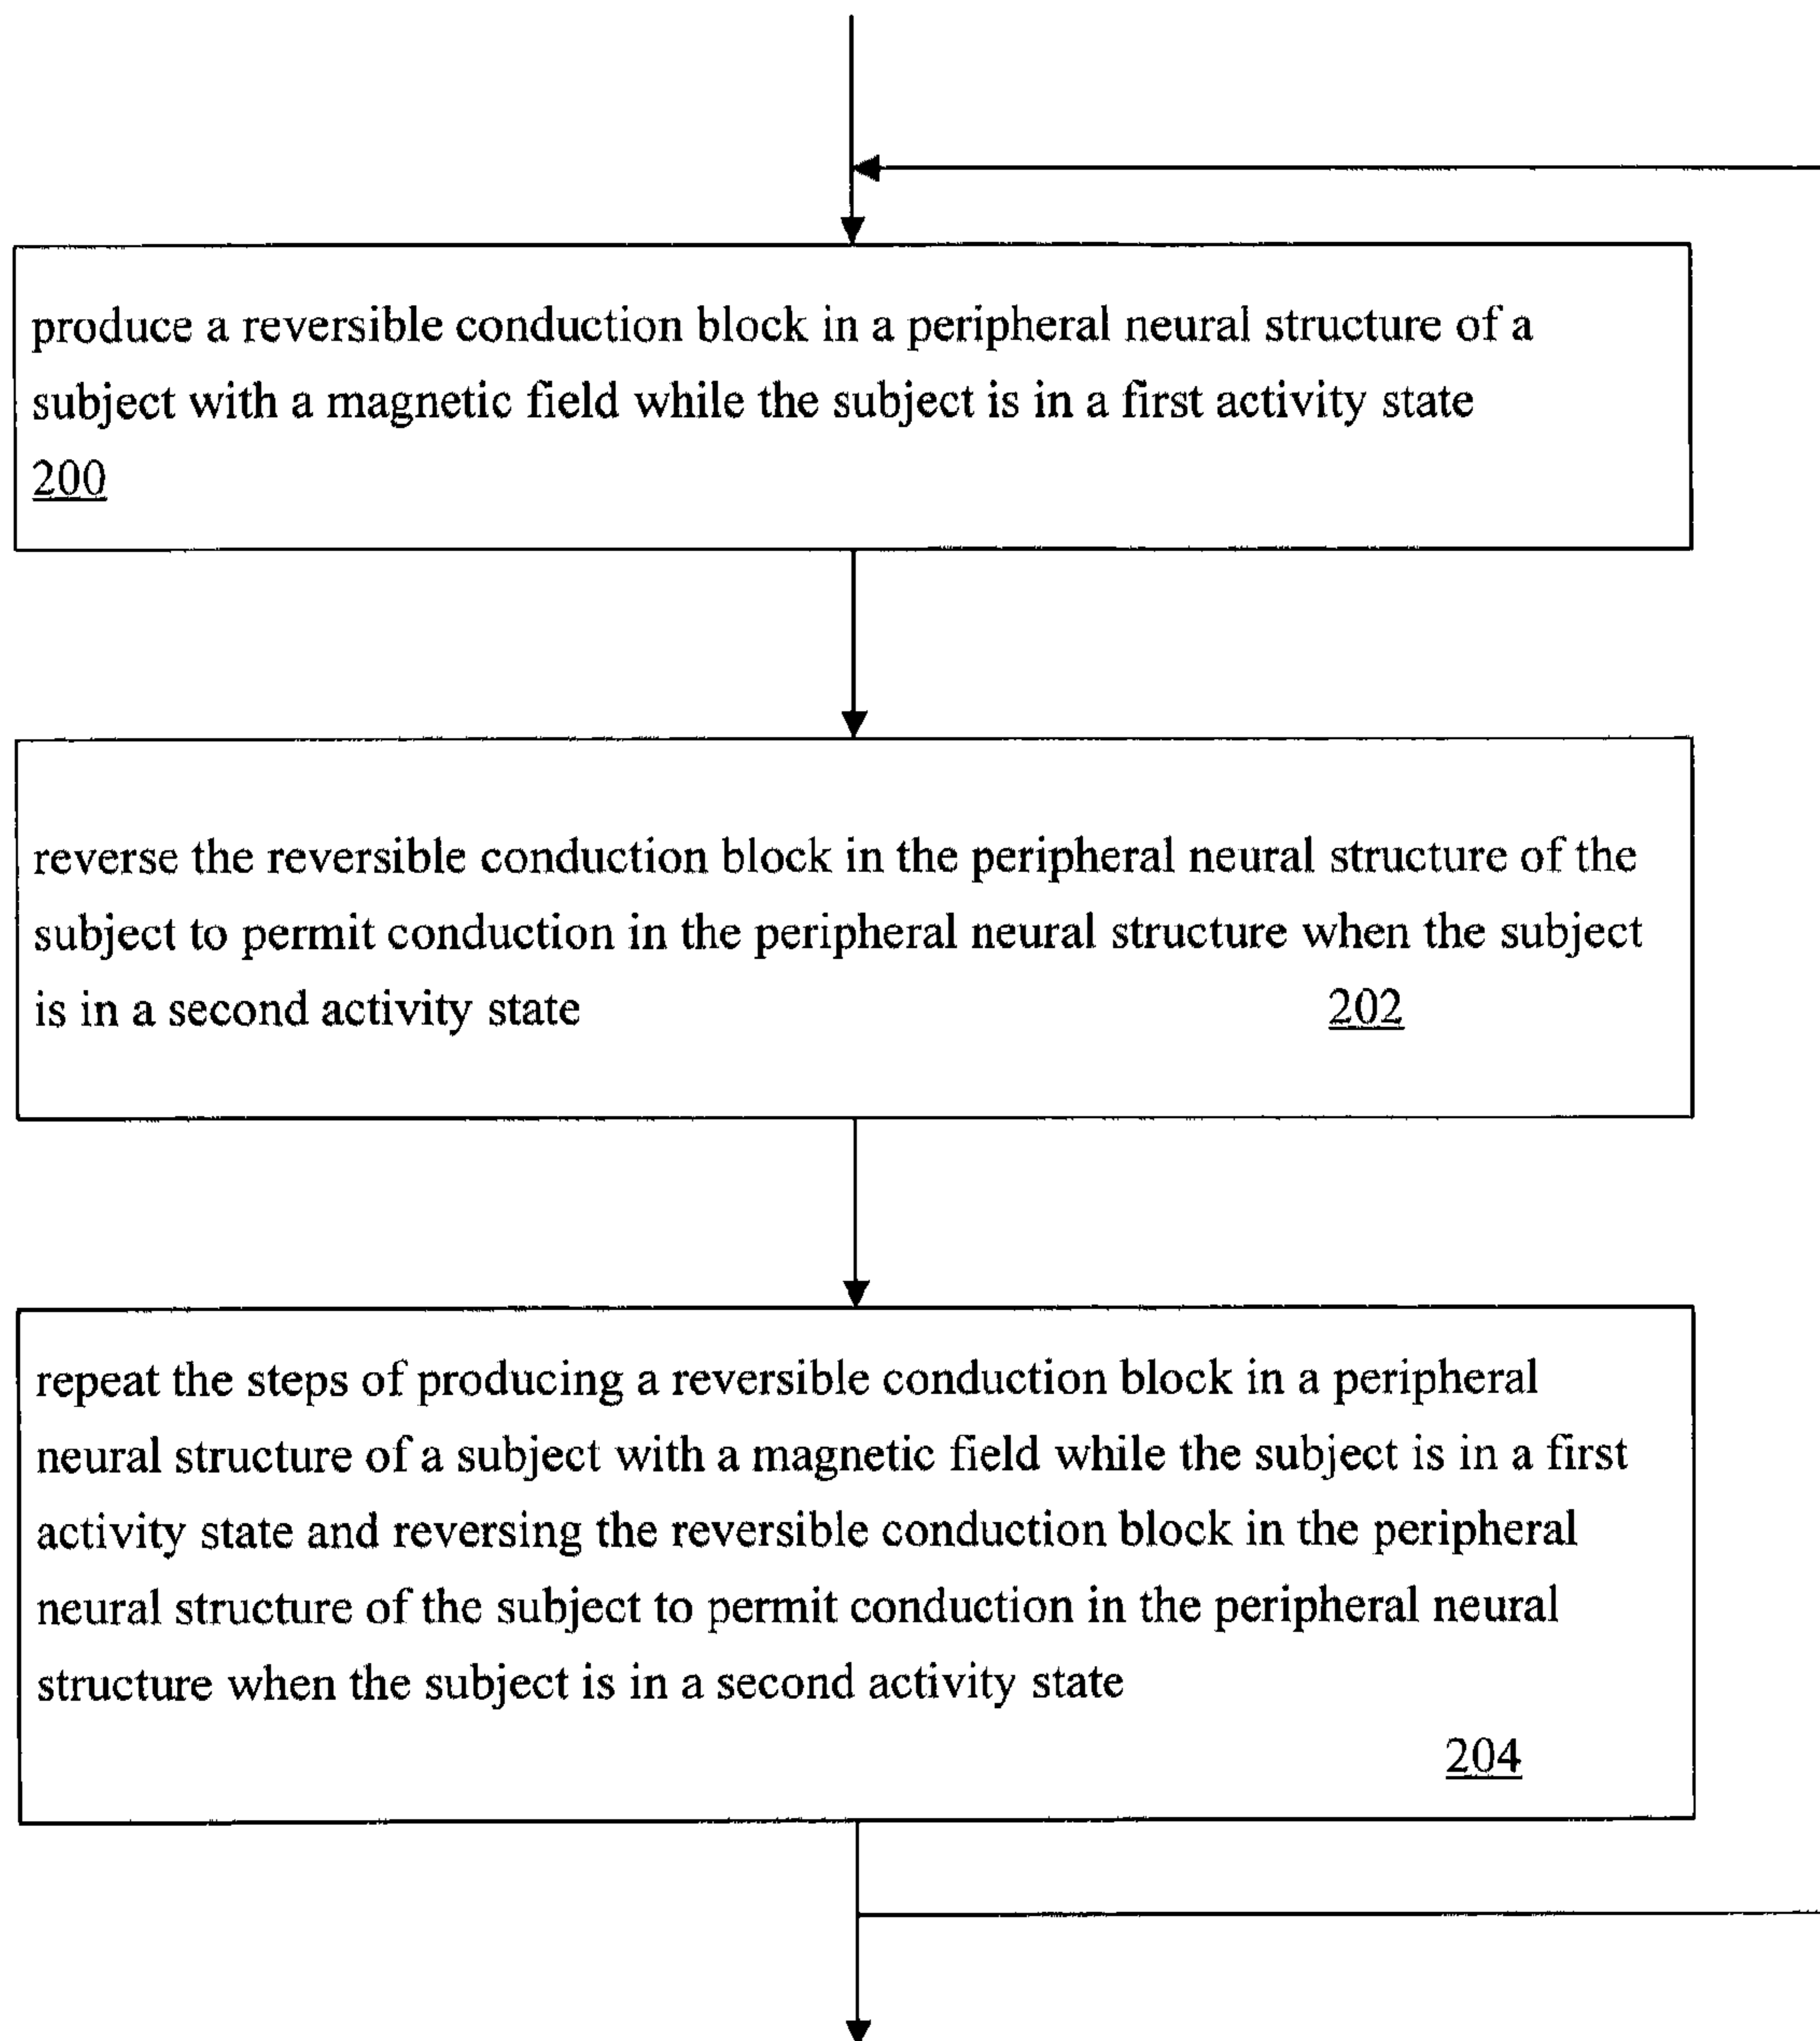 produce a reversible conduction block in a peripheral neural structure of a
subject with a magnetic field while the subject is in a first activity state
200
reverse the reversible conduction block in the peripheral neural structure of the
subject to permit conduction in the peripheral neural structure when the subject
is in a second activity state 202
repeat the steps of producing a reversible conduction block in a peripheral
neural structure of a subject with a magnetic field while the subject is in a first
activity state and reversing the reversible conduction block in the peripheral
neural structure of the subject to permit conduction in the peripheral neural
structure when the subject is in a second activity state
204